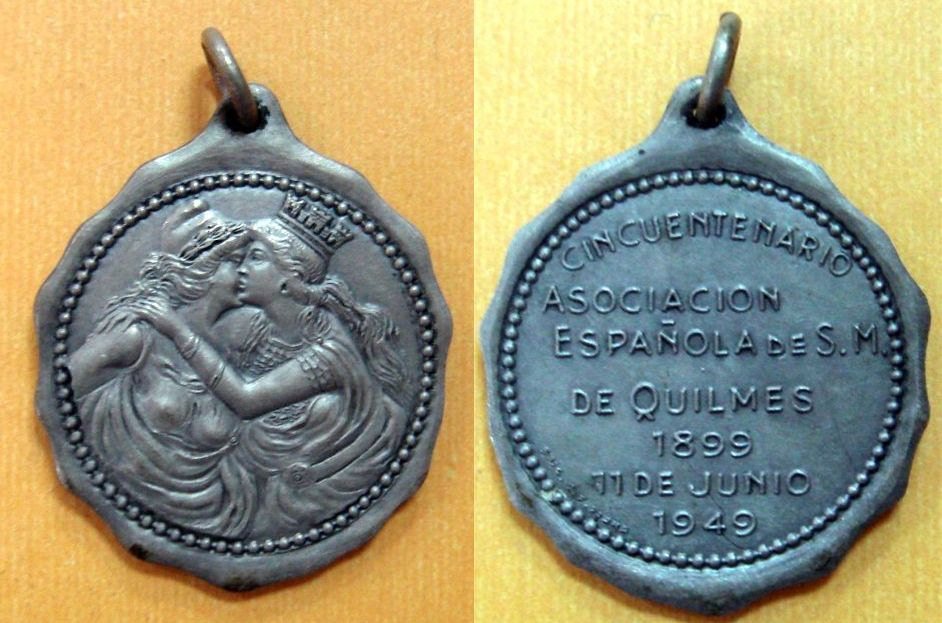 CINCUENTENARIO
ASOCIACION
ESPAÑOLA DE S.M.
DE QUILMES
1899
11 DE JUNIO
1949